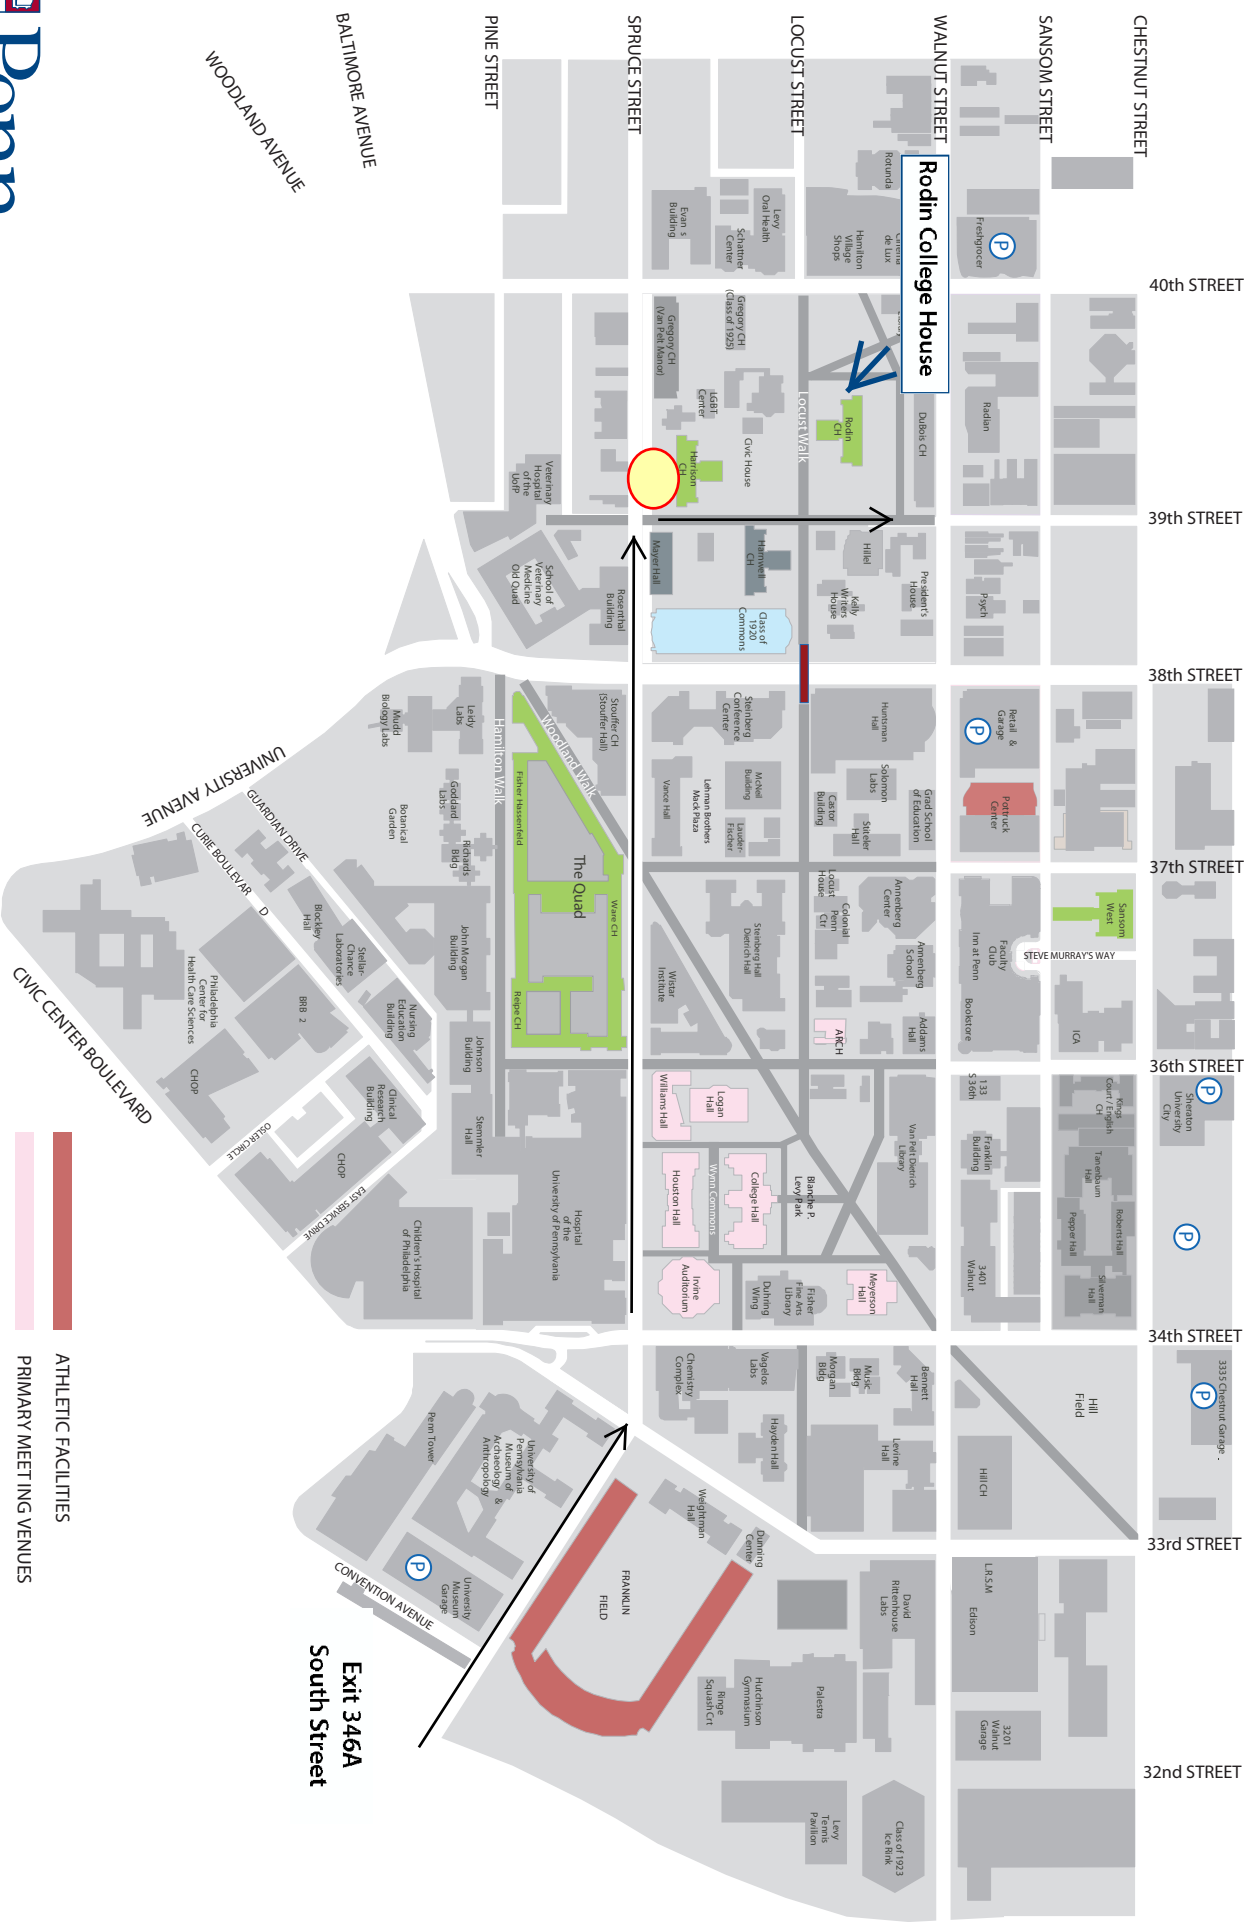 Penn
CHESTNUT STREET
SANSOM STREET
WALNUT STREET
LOCUST STREET
SPRUCE STREET
PINE STREET
BALTIMORE AVENUE
WOODLAND AVENUE
40th STREET
39th STREET
38th STREET
37th STREET
36th STREET
34th STREET
33rd STREET
32nd STREET
Rodin College House
Rotunda
de Lux
Hamilton
Village
Shops
Freshgrocer
P
Levy
Oral Health
Schattner
Center
Evan s
Building
Gregory CH
(Class of 1925)
Gregory CH
(Van Pelt Manor)
LGBT
Center
Civic House
Harrison
CH
Locust Walk
Rodin
CH
DuBois CH
Radian
Veterinary
Hospital
of the
UofP
School of
Veterinary
Medicine
Old Quad
Rosenthal
Building
Mayer Hall
Harnwell
CH
Class of
1920
Commons
Hillel
Kelly
Writers
House
President's
House
Psych
Retail &
Garage
P
Pottruck
Center
Huntsman
Hall
Solomon
Labs
Grad School
of Education
Stiteler
Hall
Castor
Building
Steinberg
Conference
Center
McNeil
Building
Lauder-
Fischer
Lehman Brothers
Mack Plaza
Vance Hall
Stouffer CH
(Stouffer Hall)
Woodland Walk
Hamilton Walk
Fisher Hassenfeld
The Quad
Ware CH
Reipe CH
Leidy
Labs
Mudd
Biology Labs
Goddard
Labs
Richards
Bldg
Botanical
Garden
UNIVERSITY AVENUE
GUARDIAN DRIVE
CURIE BOULEVAR D
Blockley
Hall
Stellar-
Chance
Laboratories
John Morgan
Building
Nursing
Education
Building
BRB 2
Philadelphia
Center for
Health Care Sciences
CHOP
CIVIC CENTER BOULEVARD
Johnson
Building
Clinical
Research
Building
Stemmler
Hall
OSLER CIRCLE
CHOP
EAST SERVICE DRIVE
Hospital
of the
University of Pennsylvania
Children's Hospital
of Philadelphia
Sansom
West
STEVE MURRAY'S WAY
Faculty
Club
Inn at Penn
Bookstore
ICA
Annenberg
Center
Annenberg
School
Addams
Hall
Locust
House
Colonial
Penn
Ctr
ARCH
Steinberg Hall
Dietrich Hall
Wistar
Institute
Williams Hall
Logan
Hall
Houston Hall
Wynn Commons
College Hall
Blanche P.
Levy Park
Van Pelt Dietrich
Library
Irvine
Auditorium
Duhring
Wing
Fisher
Fine Arts
Library
Meyerson
Hall
133
S 36th
Franklin
Building
3401
Walnut
Kings
Court / English
CH
Tanenbaum
Hall
Roberts Hall
Pepper Hall
Silverman
Hall
Sheraton
University
City
P
P
3335 Chestnut Garage .
P
Hill
Field
Hill CH
Bennett
Hall
Music
Bldg
Morgan
Bldg
Levine
Hall
Vagelos
Labs
Chemistry
Complex
Hayden Hall
Weightman
Hall
Dunning
Center
FRANKLIN
FIELD
University of
Pennsylvania
Museum of
Archaeology &
Anthropology
Penn Tower
University
Museum
Garage
P
CONVENTION AVENUE
Exit 346A
South Street
David
Rittenhouse
Labs
L.R.S.M
Edison
Palestra
Hutchinson
Gymnasium
Ringe
Squash Crt
3201
Walnut
Garage
Levy
Tennis
Pavilion
Class of 1923
Ice Rink
ATHLETIC FACILITIES
PRIMARY MEETING VENUES